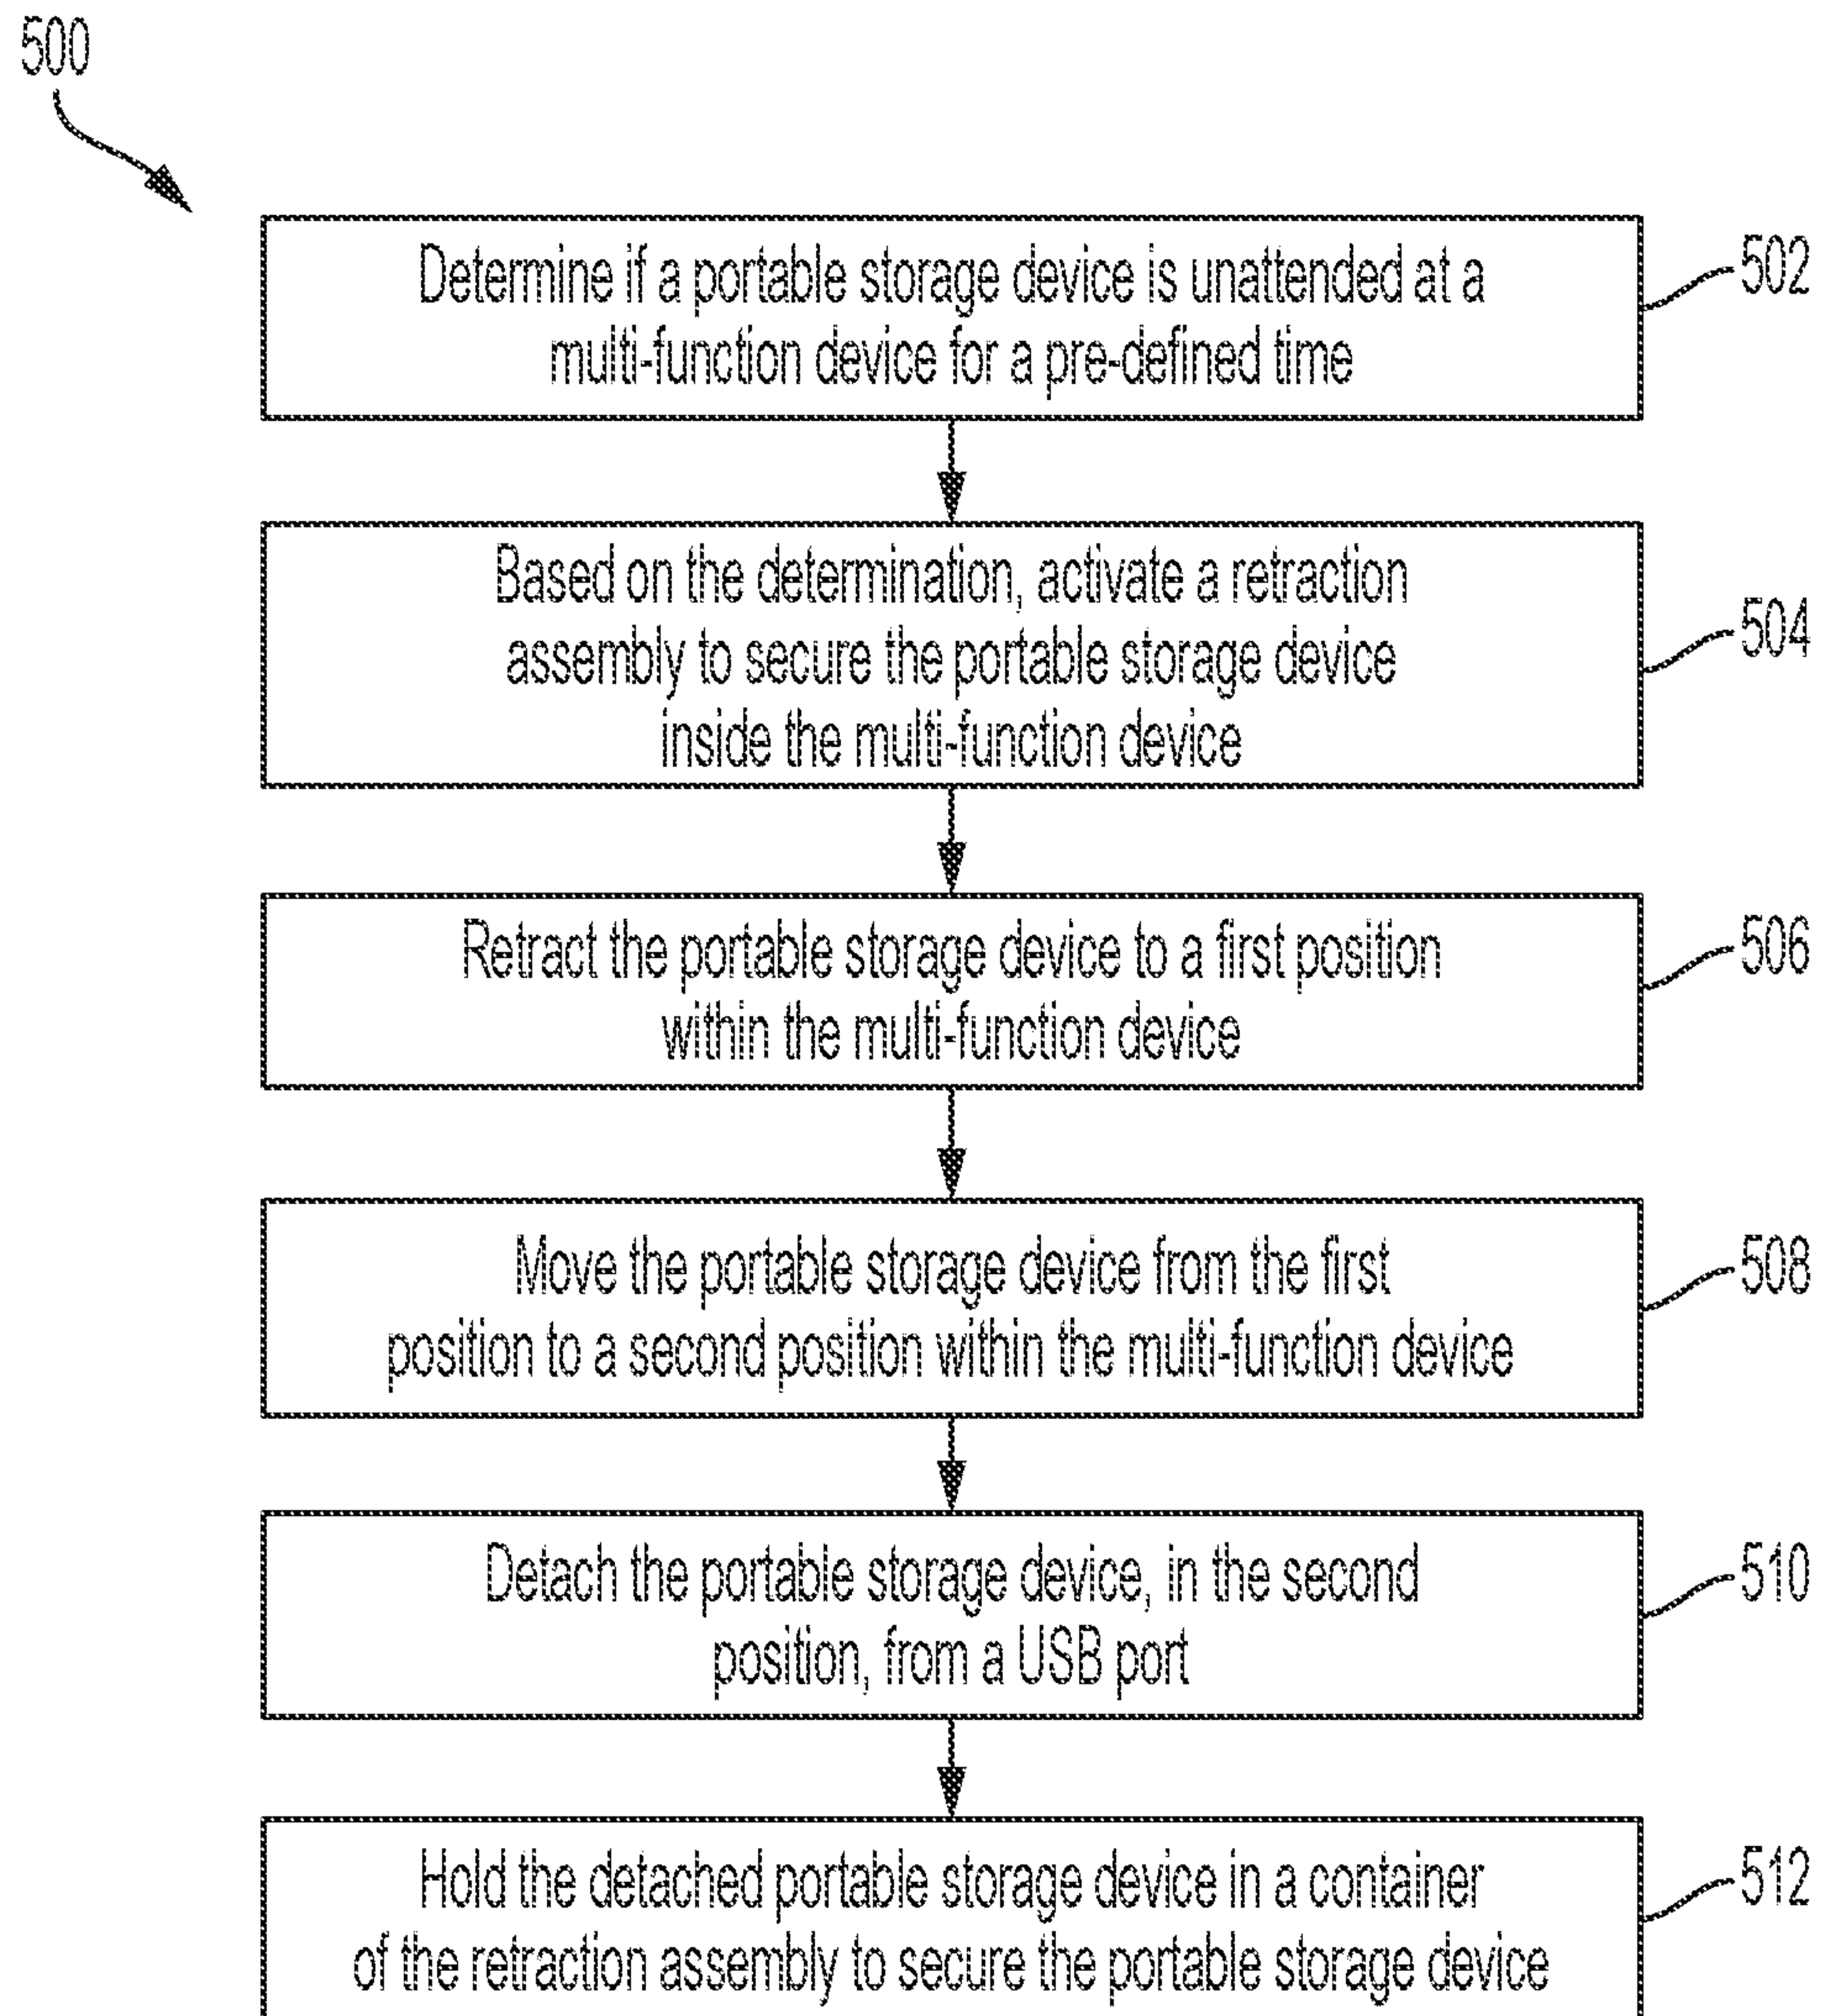 500
Determine if a portable storage device is unattended at a
multi-function device for a pre-defined time
502
Based on the determination, activate a retraction
assembly to secure the portable storage device
inside the multi-function device
504
Retract the portable storage device to a first position
within the multi-function device
506
Move the portable storage device from the first
position to a second position within the multi-function device
508
Detach the portable storage device, in the second
position, from a USB port
510
Hold the detached portable storage device in a container
of the retraction assembly to secure the portable storage device
512